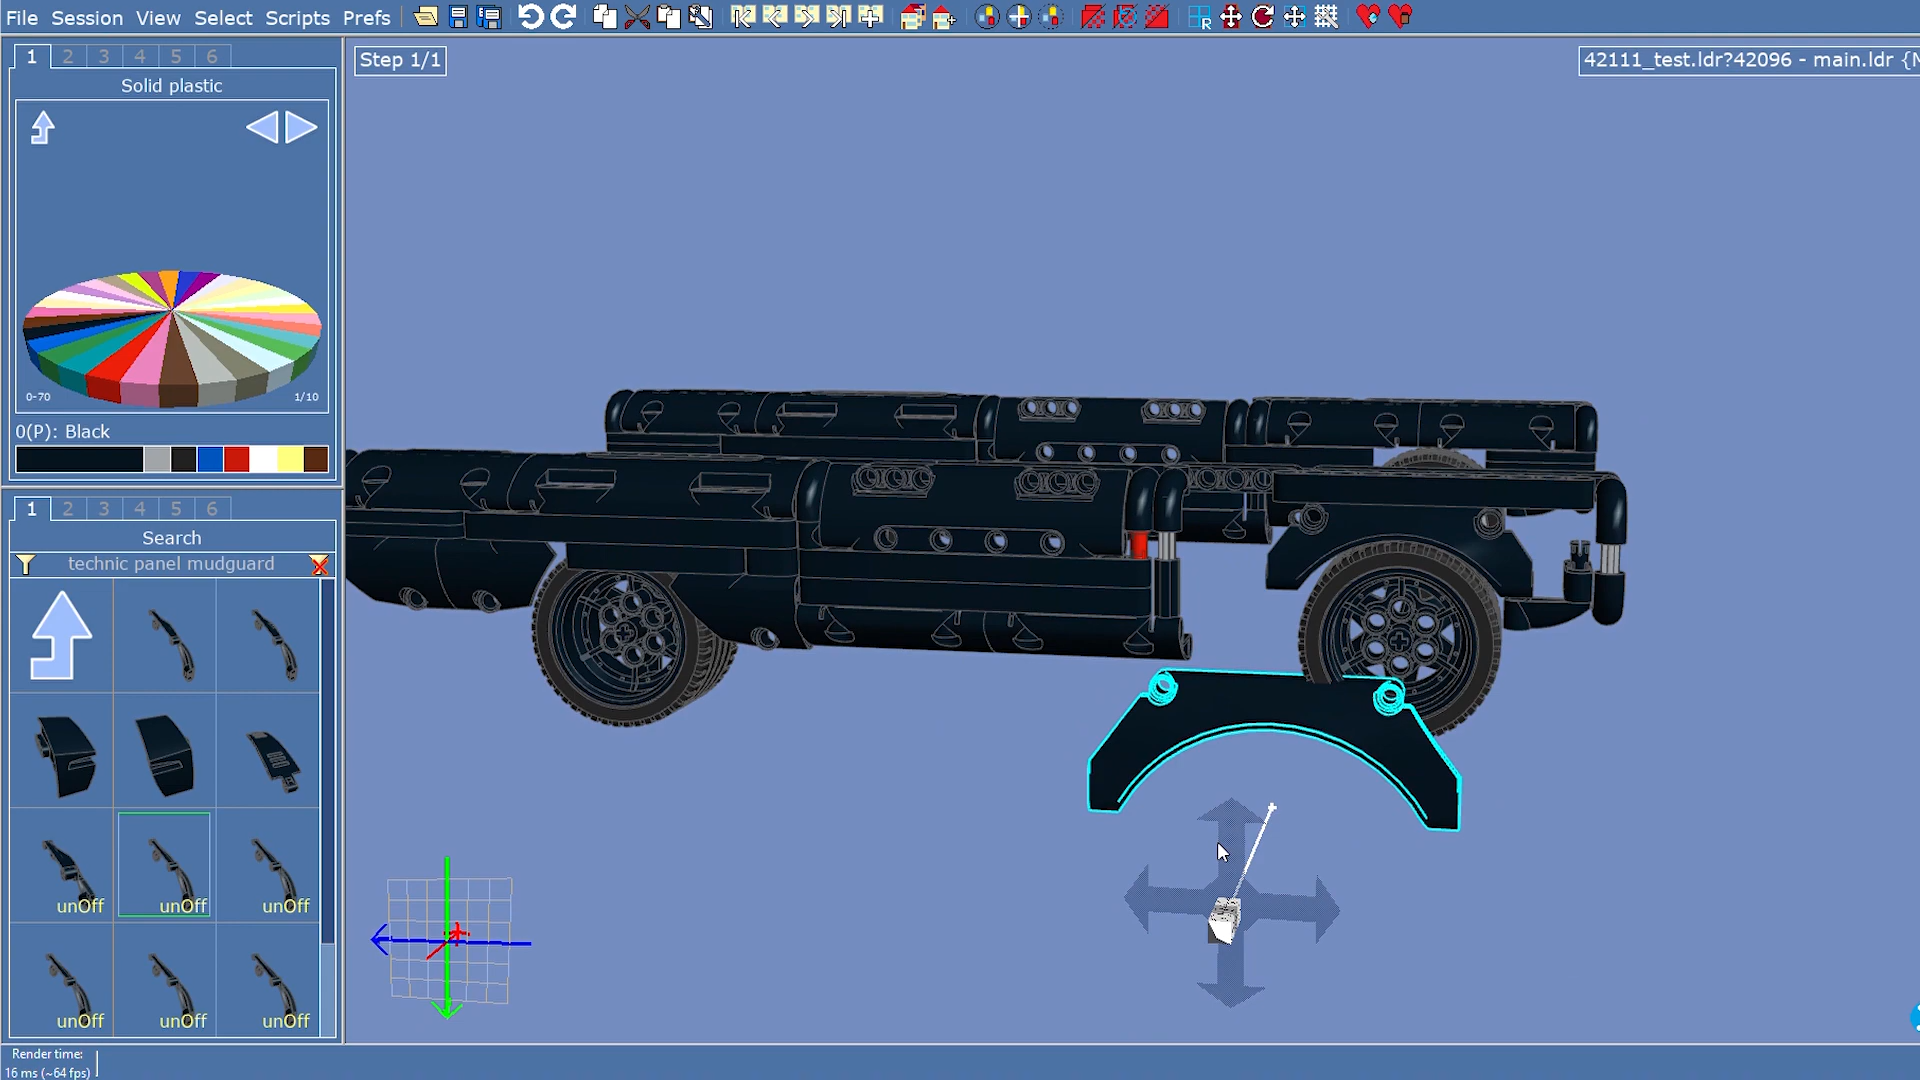 File Session View Select Scripts Prefs
Step 1/1
42111_test.ldr?42096 - main.ldr
1 2 3 4 5 6
Solid plastic
0-70
1/10
0(P): Black
1 2 3 4 5 6
Search
technic panel mudguard
unOff
unOff
unOff
unOff
unOff
unOff
Render time:
16 ms (~64 fps)